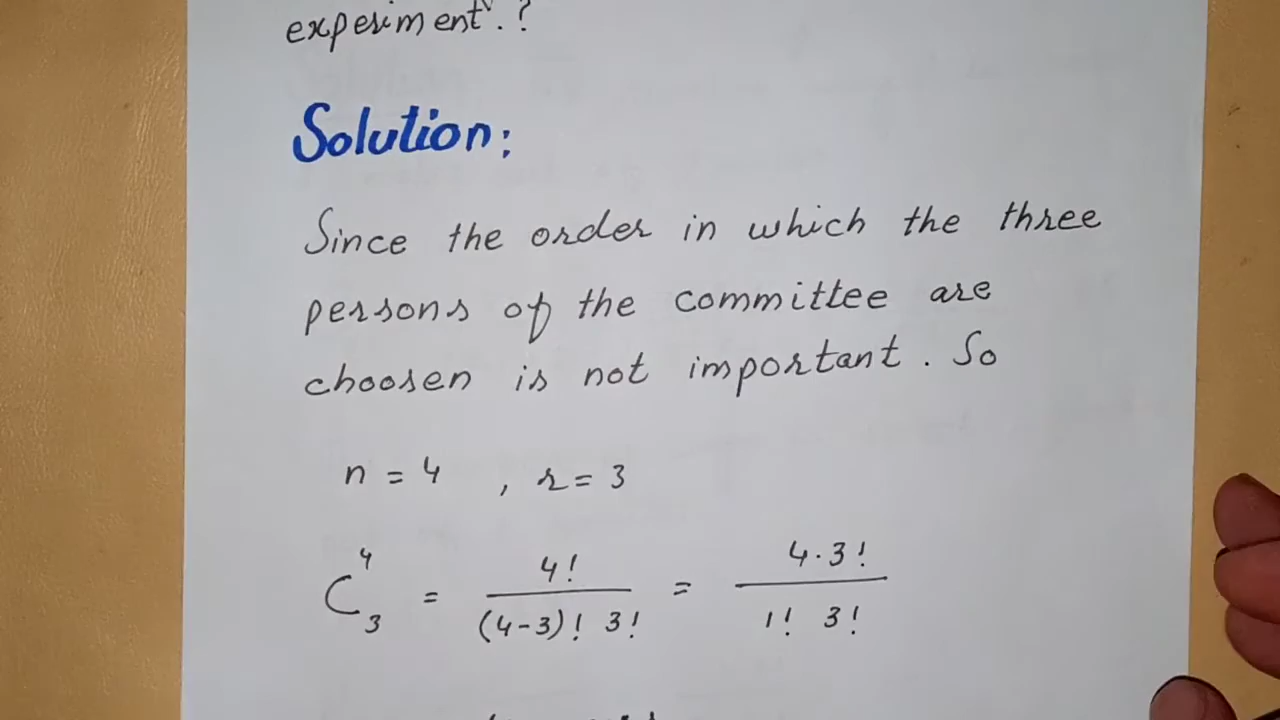 experiment".?
Solution:
Since the order in which the three
persons of the committee are
choosen is not important. So
n = 4 , r = 3
C⁴₃ = 4! / (4-3)! 3! = 4·3! / 1! 3!